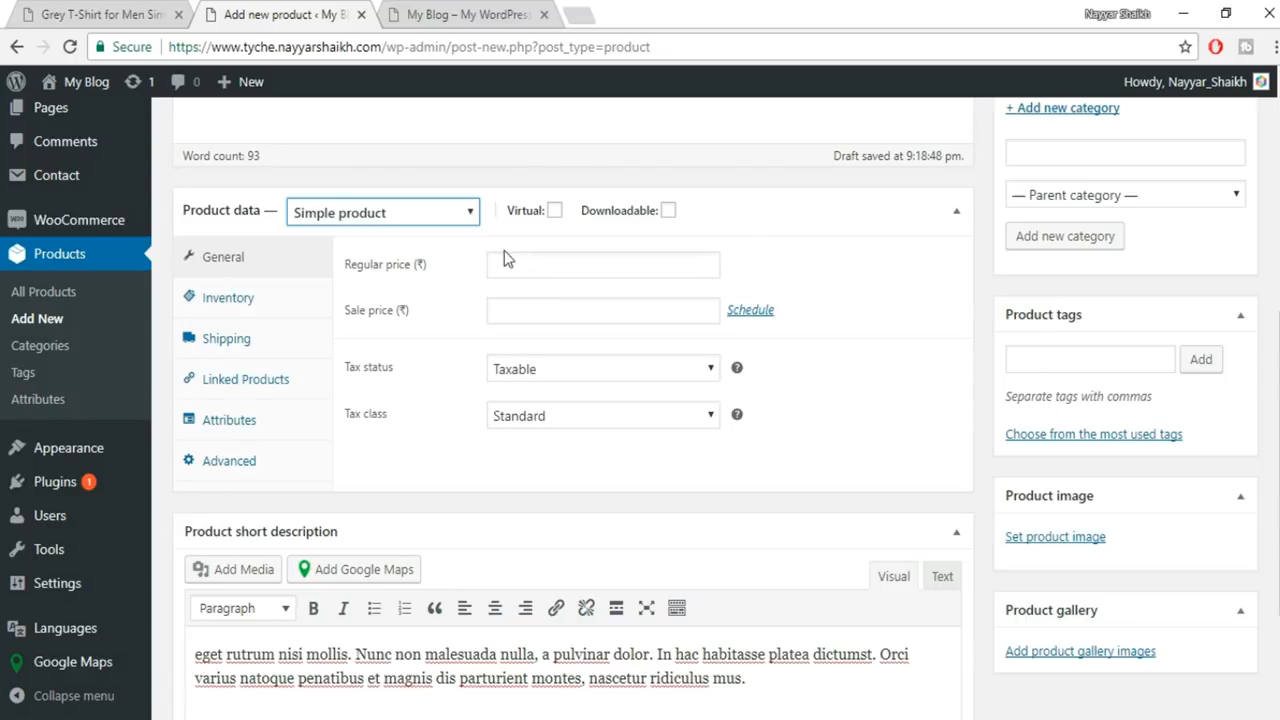 Grey T-Shirt for Men Sim
Add new product ‹ My B
My Blog – My WordPress
Nayyar Shaikh
Secure
https://www.tyche.nayyarshaikh.com/wp-admin/post-new.php?post_type=product
My Blog
1
0
New
Howdy, Nayyar_Shaikh
Pages
Comments
Contact
WooCommerce
Products
All Products
Add New
Categories
Tags
Attributes
Appearance
Plugins 1
Users
Tools
Settings
Languages
Google Maps
Collapse menu
Word count: 93
Draft saved at 9:18:48 pm.
Product data —
Simple product
Virtual:
Downloadable:
General
Inventory
Shipping
Linked Products
Attributes
Advanced
Regular price (₹)
Sale price (₹)
Schedule
Tax status
Taxable
Tax class
Standard
Product short description
Add Media
Add Google Maps
Visual
Text
Paragraph
B
I
eget rutrum nisi mollis. Nunc non malesuada nulla, a pulvinar dolor. In hac habitasse platea dictumst. Orci
varius natoque penatibus et magnis dis parturient montes, nascetur ridiculus mus.
+ Add new category
— Parent category —
Add new category
Product tags
Add
Separate tags with commas
Choose from the most used tags
Product image
Set product image
Product gallery
Add product gallery images